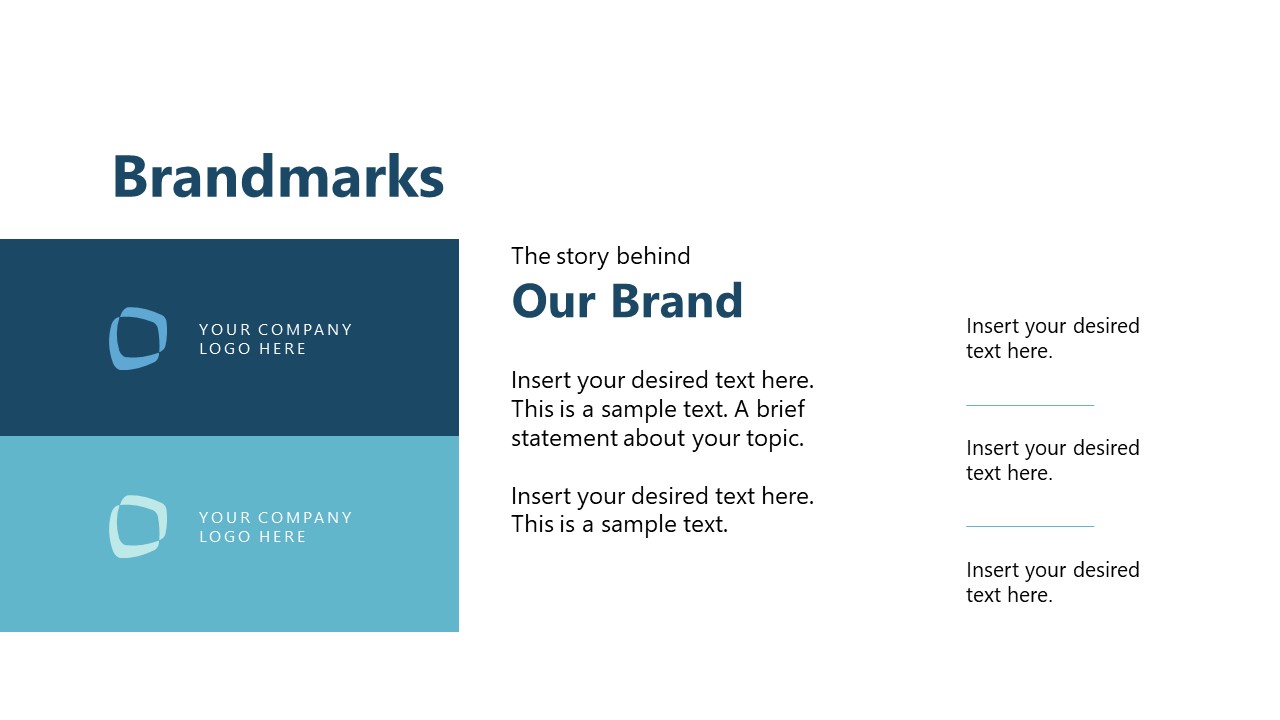 Brandmarks
YOUR COMPANY
LOGO HERE
YOUR COMPANY
LOGO HERE
The story behind
Our Brand
Insert your desired text here.
This is a sample text. A brief
statement about your topic.
Insert your desired text here.
This is a sample text.
Insert your desired
text here.
Insert your desired
text here.
Insert your desired
text here.